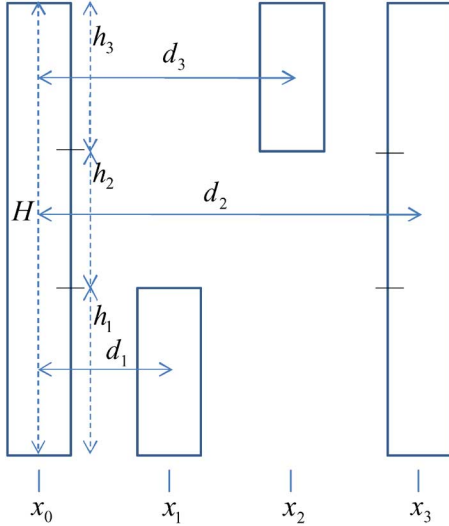 h₃
d₃
h₂
H
d₂
h₁
d₁
x₀ x₁ x₂ x₃